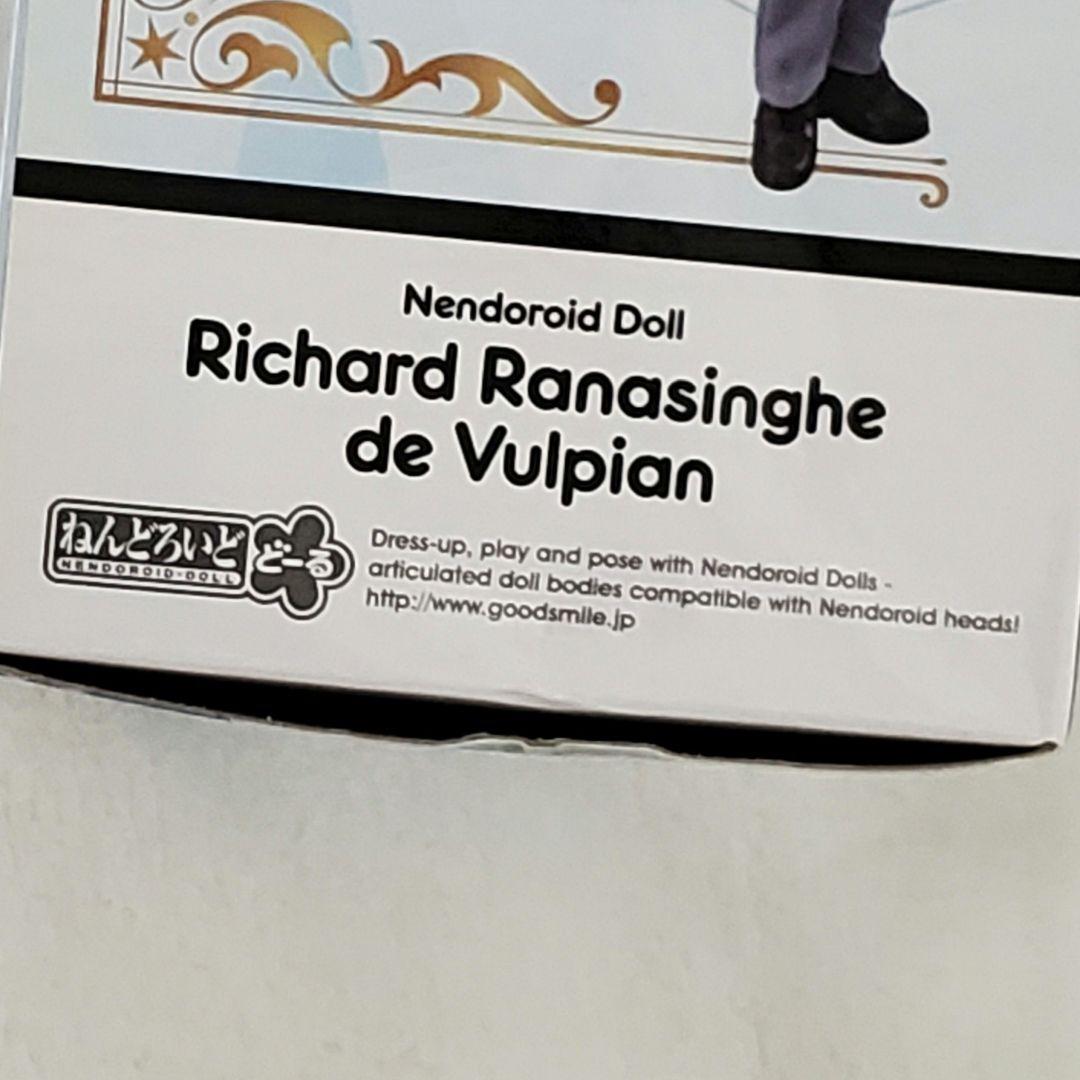 Nendoroid Doll
Richard Ranasinghe
de Vulpian
ねんどろいど どーる
NENDOROID-DOLL
Dress-up, play and pose with Nendoroid Dolls -
articulated doll bodies compatible with Nendoroid heads!
http://www.goodsmile.jp